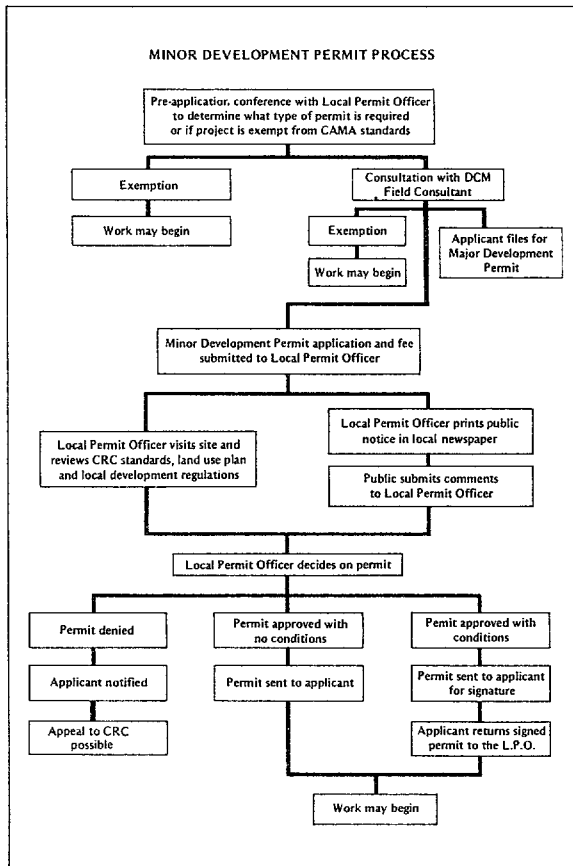 MINOR DEVELOPMENT PERMIT PROCESS
Pre-application conference with Local Permit Officer
to determine what type of permit is required
or if project is exempt from CAMA standards
Exemption
Work may begin
Consultation with DCM
Field Consultant
Exemption
Work may begin
Applicant files for
Major Development
Permit
Minor Development Permit application and fee
submitted to Local Permit Officer
Local Permit Officer visits site and
reviews CRC standards, land use plan
and local development regulations
Local Permit Officer prints public
notice in local newspaper
Public submits comments
to Local Permit Officer
Local Permit Officer decides on permit
Permit denied
Applicant notified
Appeal to CRC
possible
Permit approved with
no conditions
Permit sent to applicant
Pemit approved with
conditions
Permit sent to applicant
for signature
Applicant returns signed
permit to the L.P.O.
Work may begin